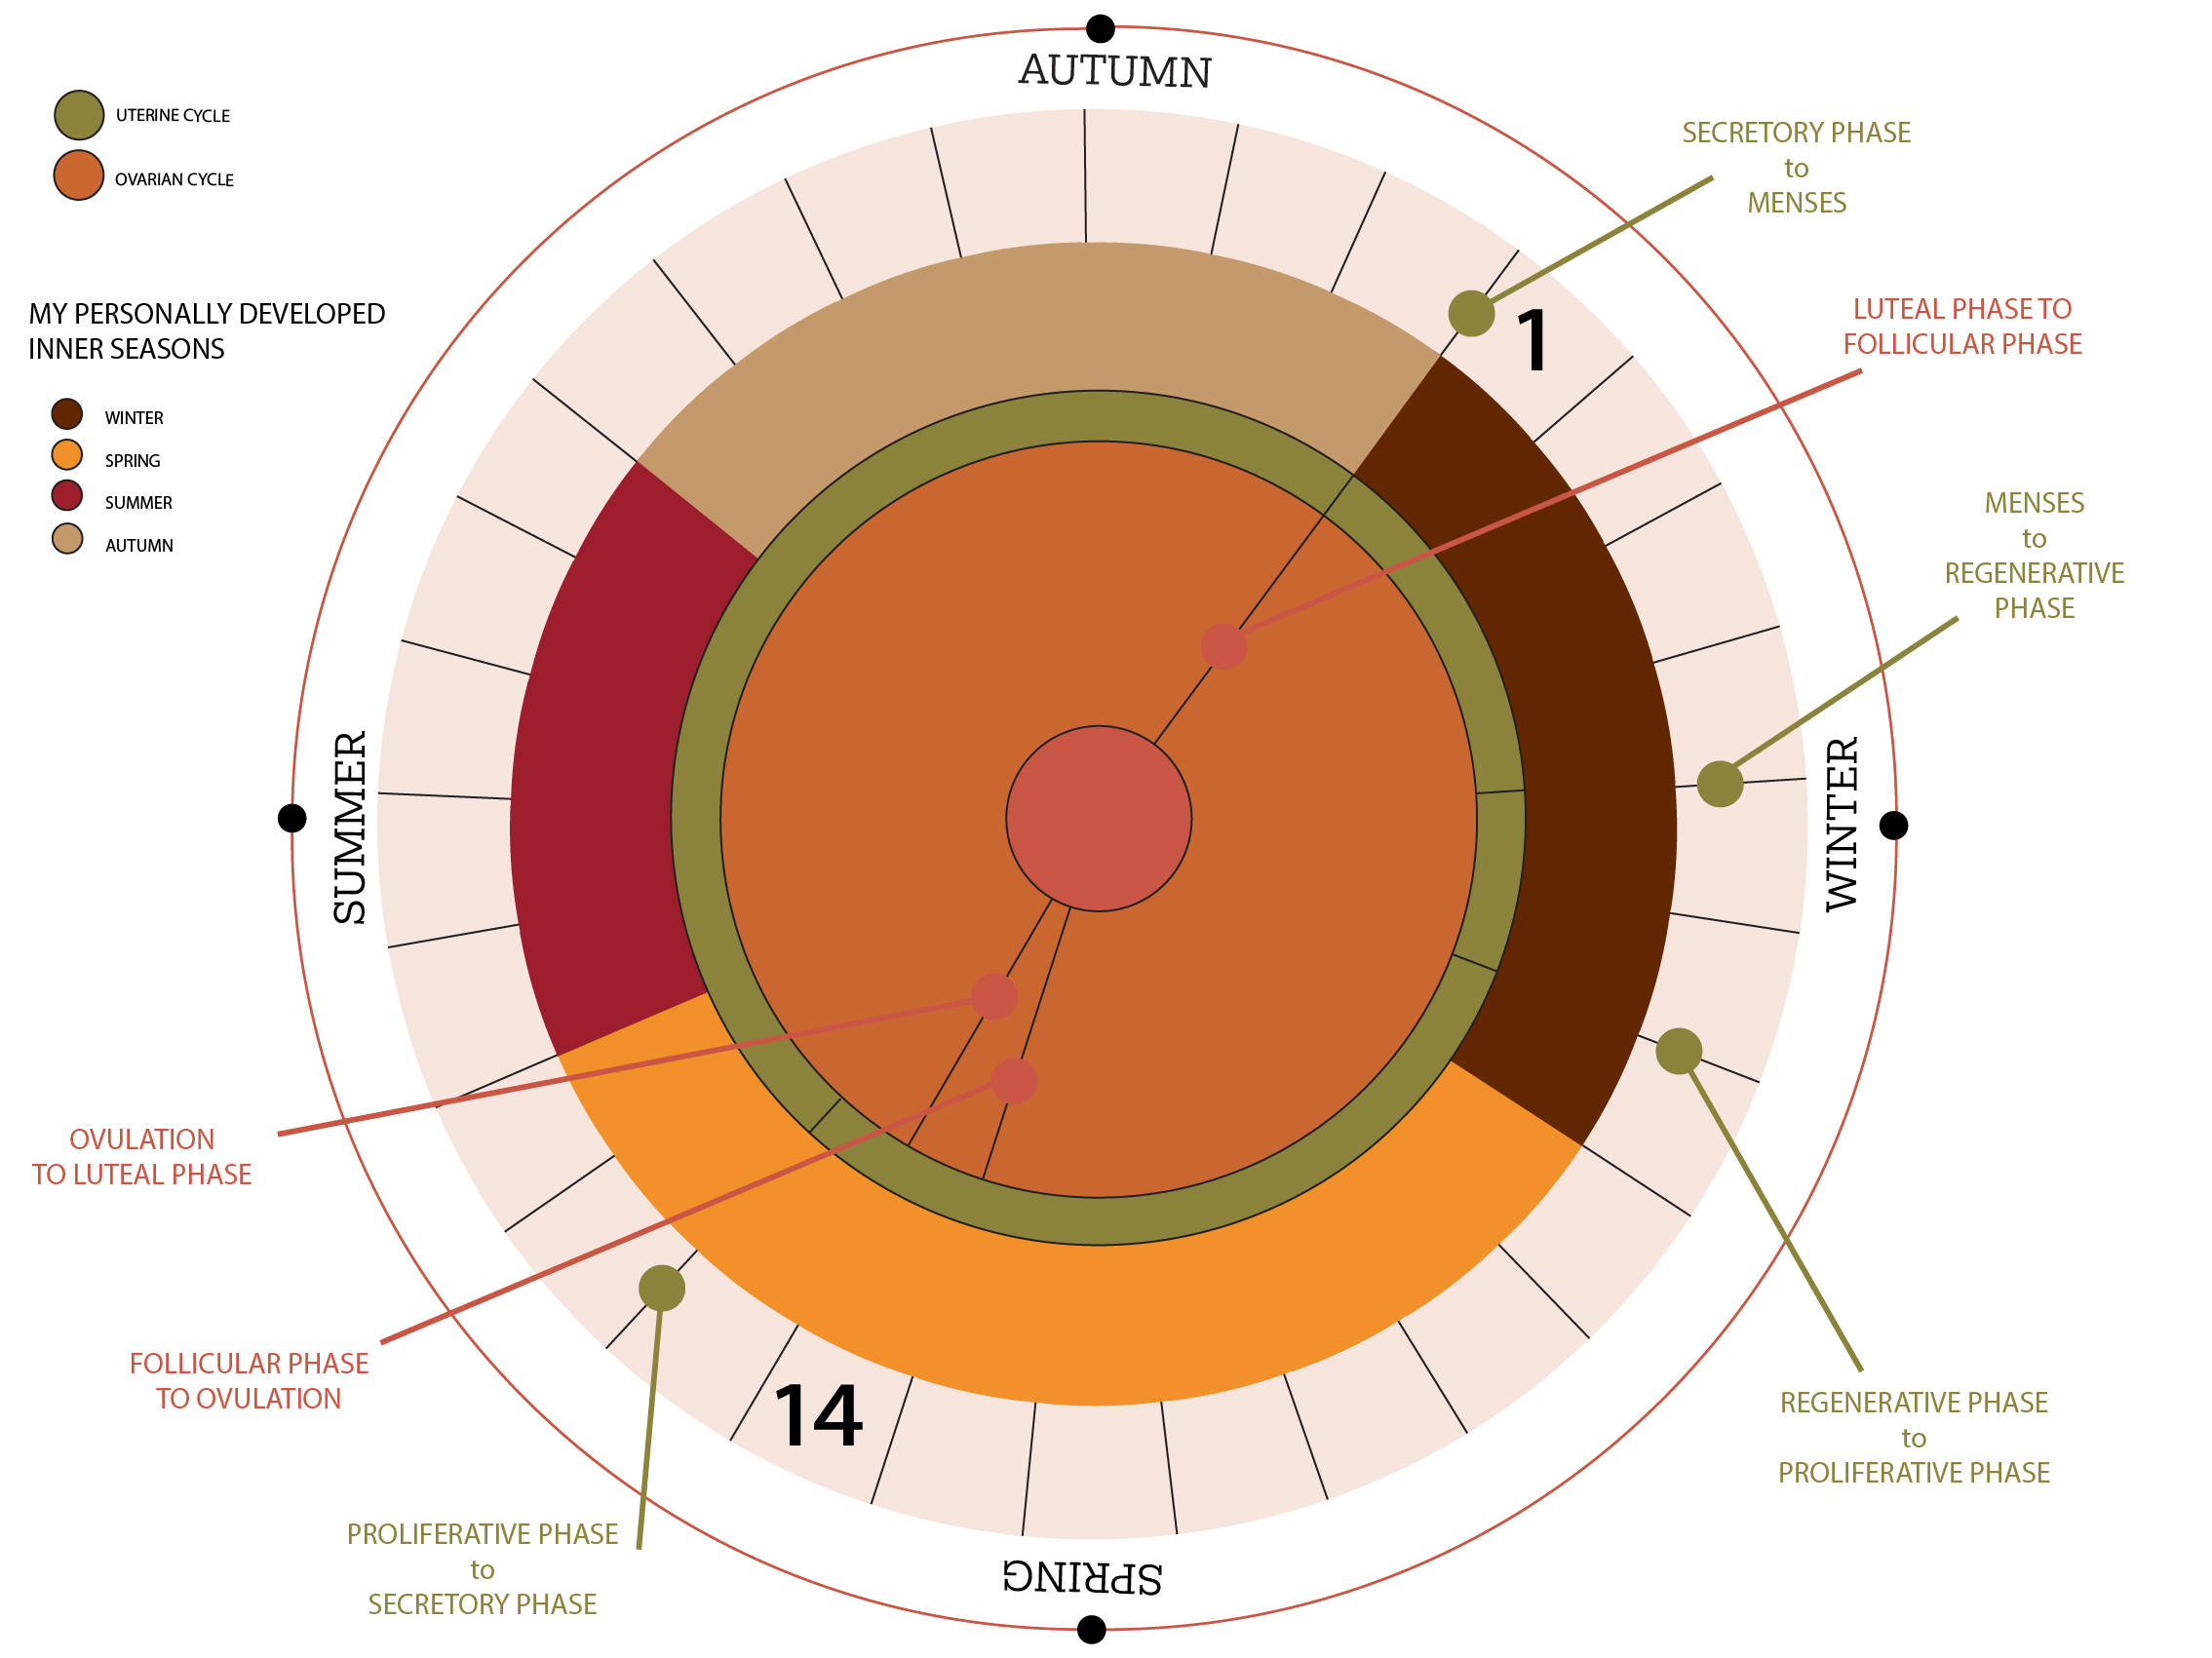 AUTUMN
UTERINE CYCLE
OVARIAN CYCLE
MY PERSONALLY DEVELOPED
INNER SEASONS
WINTER
SPRING
SUMMER
AUTUMN
SECRETORY PHASE
to
MENSES
1
LUTEAL PHASE TO
FOLLICULAR PHASE
MENSES
to
REGENERATIVE
PHASE
SUMMER
WINTER
OVULATION
TO LUTEAL PHASE
FOLLICULAR PHASE
TO OVULATION
14
REGENERATIVE PHASE
to
PROLIFERATIVE PHASE
PROLIFERATIVE PHASE
to
SECRETORY PHASE
SPRING